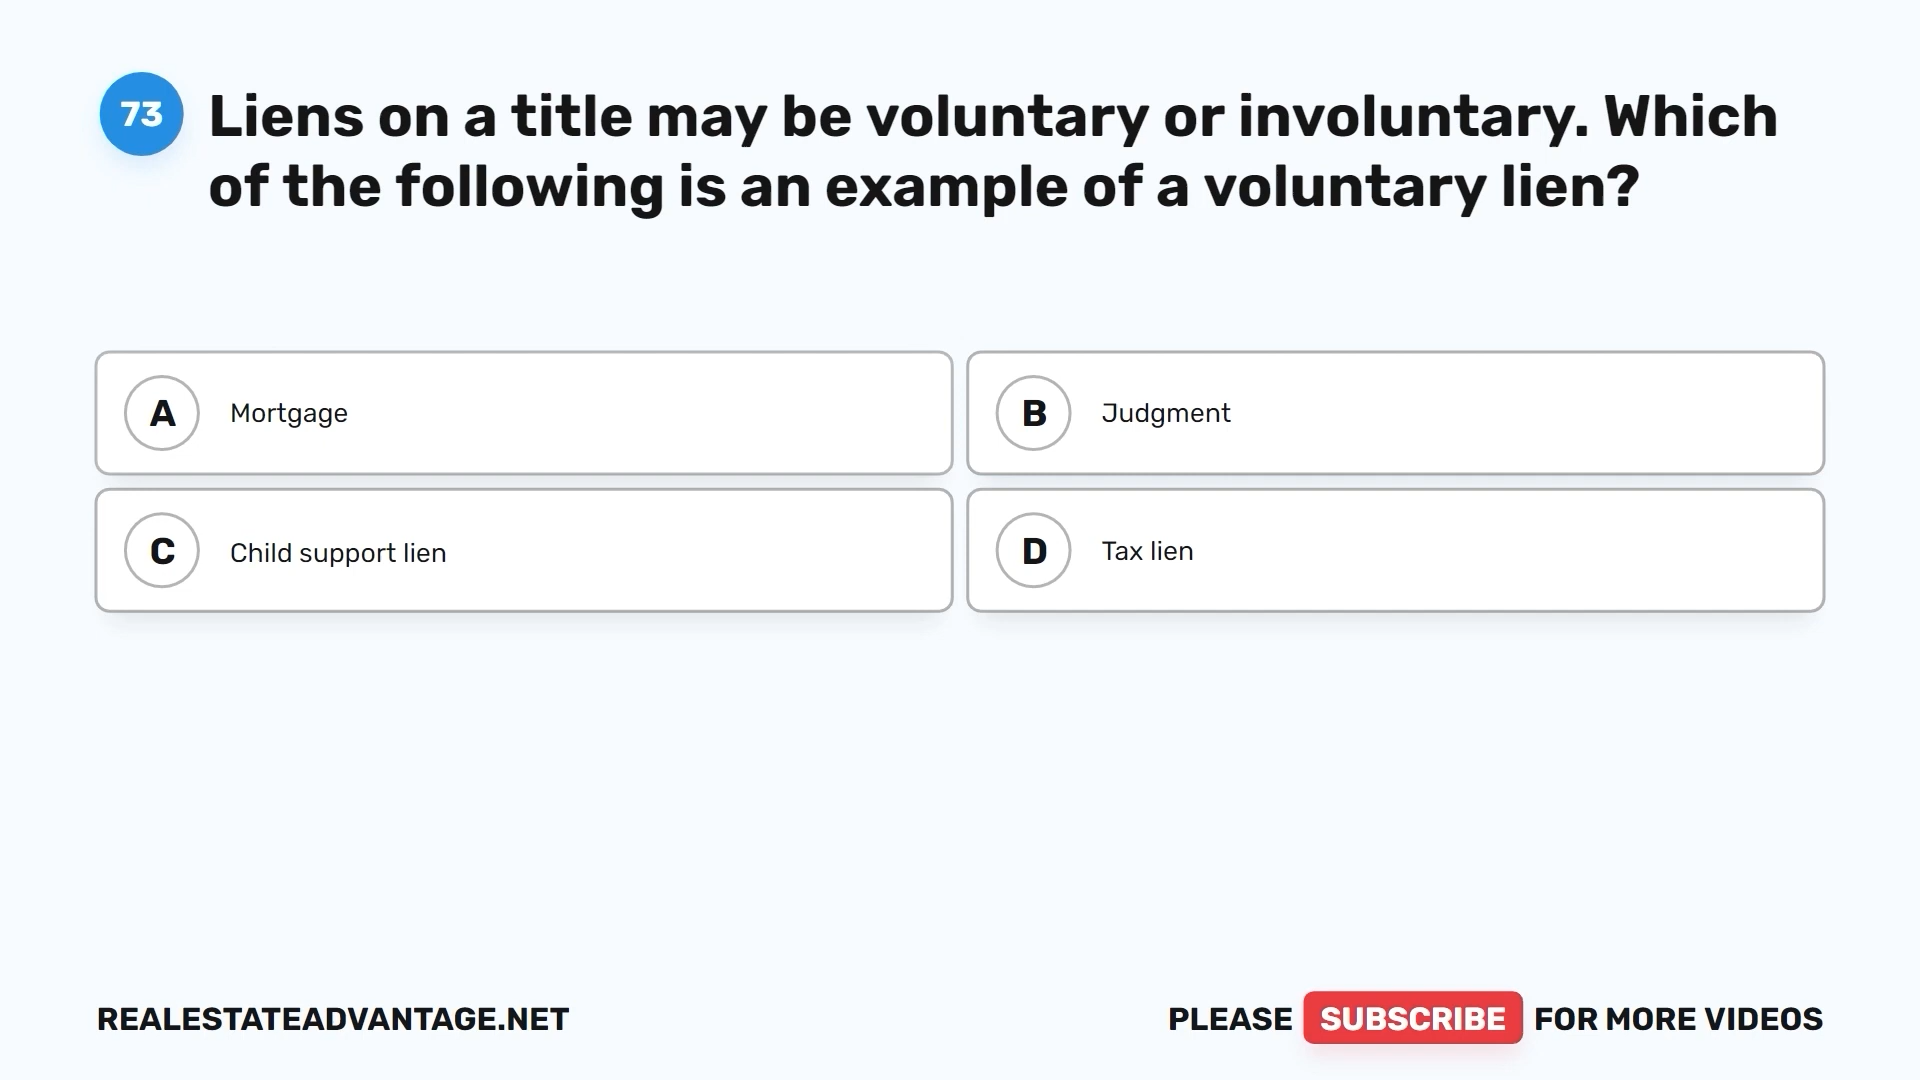 73
Liens on a title may be voluntary or involuntary. Which
of the following is an example of a voluntary lien?
A Mortgage
B Judgment
C Child support lien
D Tax lien
REALESTATEADVANTAGE.NET
PLEASE SUBSCRIBE FOR MORE VIDEOS